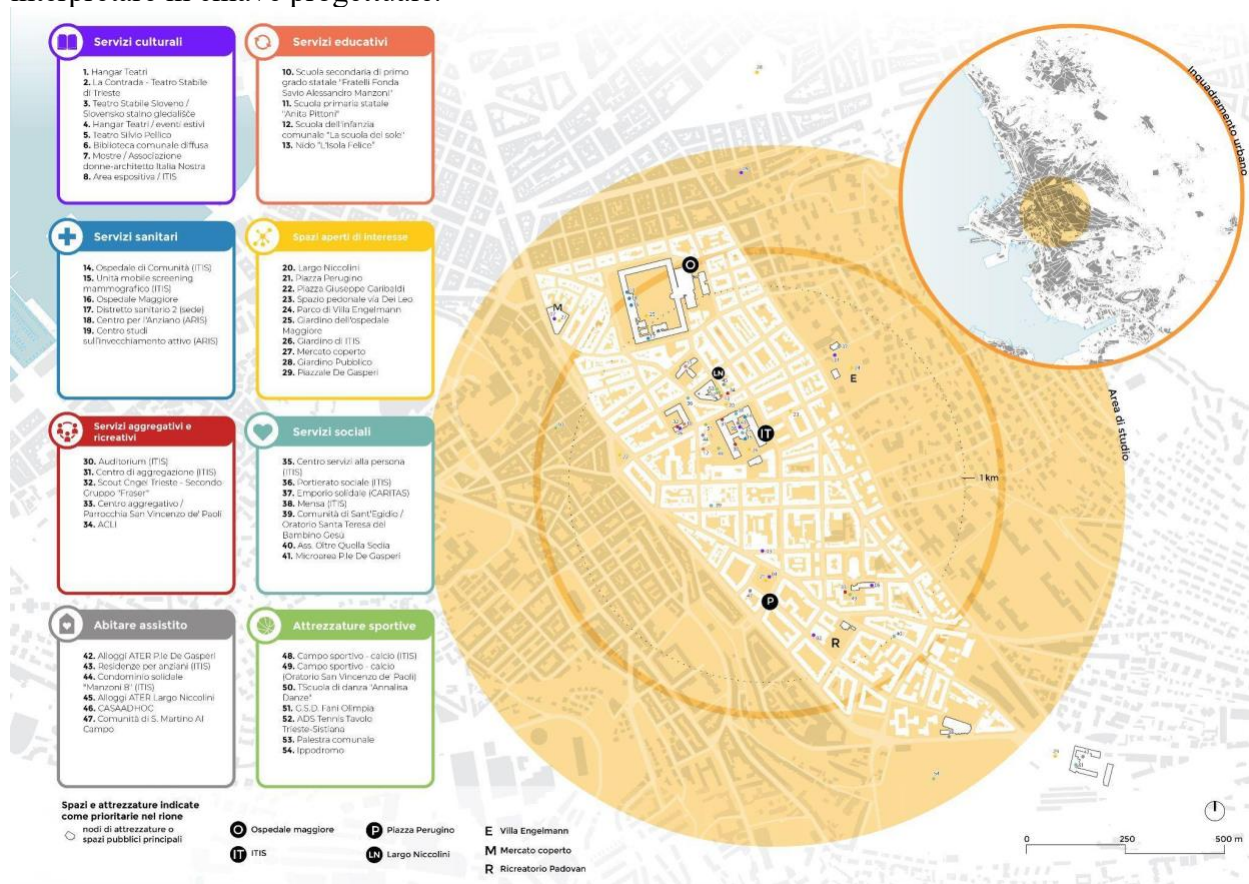 interpretare in chiave progettuale.
Servizi culturali
1. Hangar Teatri
2. La Contrada - Teatro Stabile
di Trieste
3. Teatro Stabile Sloveno /
Slovensko stalno gledališče
4. Hangar Teatri / eventi estivi
5. Teatro Silvio Pellico
6. Biblioteca comunale diffusa
7. Mostre / Associazione
donne-architetto Italia Nostra
8. Area espositiva / ITIS
Servizi educativi
10. Scuola secondaria di primo
grado statale "Fratelli Fonda
Savio Alessandro Manzoni"
11. Scuola primaria statale
"Anita Pittoni"
12. Scuola dell'infanzia
comunale "La scuola del sole"
13. Nido "L'Isola Felice"
Servizi sanitari
14. Ospedale di Comunità (ITIS)
15. Unità mobile screening
mammografico (ITIS)
16. Ospedale Maggiore
17. Distretto sanitario 2 (sede)
18. Centro per l'Anziano (ARIS)
19. Centro studi
sull'invecchiamento attivo (ARIS)
Spazi aperti di interesse
20. Largo Niccolini
21. Piazza Perugino
22. Piazza Giuseppe Garibaldi
23. Spazio pedonale via Dei Leo
24. Parco di Villa Engelmann
25. Giardino dell'ospedale
Maggiore
26. Giardino di ITIS
27. Mercato coperto
28. Giardino Pubblico
29. Piazzale De Gasperi
Servizi aggregativi e
ricreativi
30. Auditorium (ITIS)
31. Centro di aggregazione (ITIS)
32. Scout Cngei Trieste - Secondo
Gruppo "Fraser"
33. Centro aggregativo /
Parrocchia San Vincenzo de' Paoli
34. ACLI
Servizi sociali
35. Centro servizi alla persona
(ITIS)
36. Portierato sociale (ITIS)
37. Emporio solidale (CARITAS)
38. Mensa (ITIS)
39. Comunità di Sant'Egidio /
Oratorio Santa Teresa del
Bambino Gesù
40. Ass. Oltre Quella Sedia
41. Microarea P.le De Gasperi
Abitare assistito
42. Alloggi ATER P.le De Gasperi
43. Residenze per anziani (ITIS)
44. Condominio solidale
"Manzoni 8" (ITIS)
45. Alloggi ATER Largo Niccolini
46. CASAADHOC
47. Comunità di S. Martino Al
Campo
Attrezzature sportive
48. Campo sportivo - calcio (ITIS)
49. Campo sportivo - calcio
(Oratorio San Vincenzo de' Paoli)
50. TScuola di danza "Annalisa
Danze"
51. G.S.D. Fani Olimpia
52. ADS Tennis Tavolo
Trieste-Sistiana
53. Palestra comunale
54. Ippodromo
Inquadramento urbano
Area di studio
1 km
O
M
LN
E
IT
P
R
Spazi e attrezzature indicate
come prioritarie nel rione
nodi di attrezzature o
spazi pubblici principali
O Ospedale maggiore
IT ITIS
P Piazza Perugino
LN Largo Niccolini
E Villa Engelmann
M Mercato coperto
R Ricreatorio Padovan
0 250 500 m